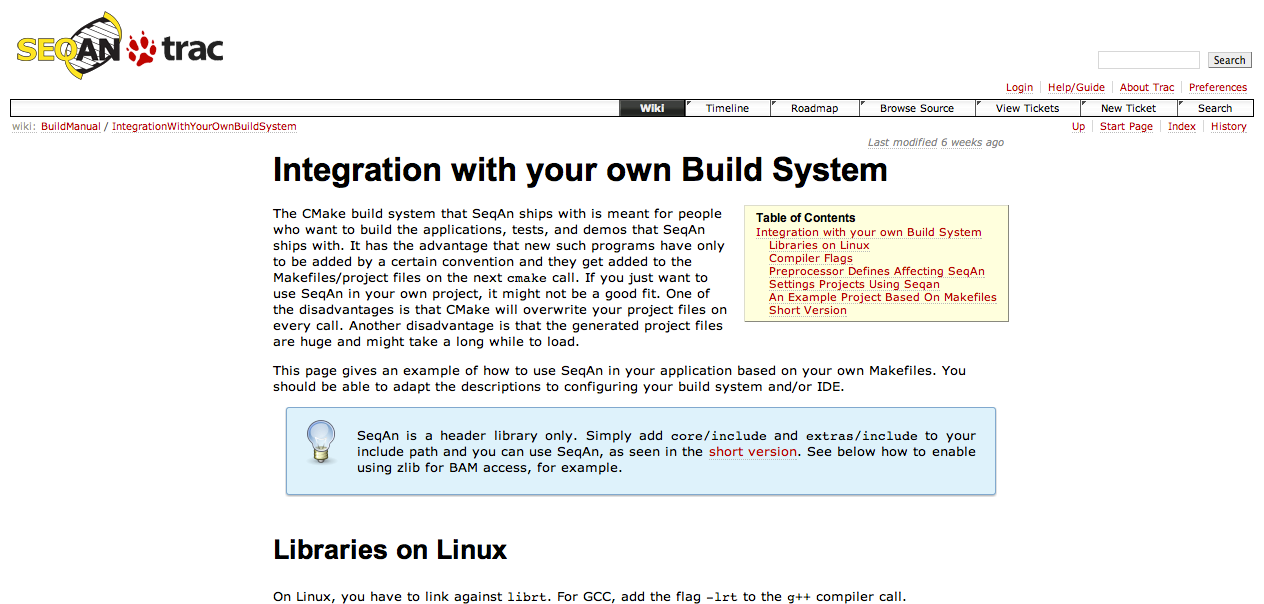 SEQAN trac
Search
Login Help/Guide About Trac Preferences
Wiki Timeline Roadmap Browse Source View Tickets New Ticket Search
wiki: BuildManual / IntegrationWithYourOwnBuildSystem
Up Start Page Index History
Last modified 6 weeks ago
Integration with your own Build System
The CMake build system that SeqAn ships with is meant for people
who want to build the applications, tests, and demos that SeqAn
ships with. It has the advantage that new such programs have only
to be added by a certain convention and they get added to the
Makefiles/project files on the next cmake call. If you just want to
use SeqAn in your own project, it might not be a good fit. One of
the disadvantages is that CMake will overwrite your project files on
every call. Another disadvantage is that the generated project files
are huge and might take a long while to load.
Table of Contents
Integration with your own Build System
Libraries on Linux
Compiler Flags
Preprocessor Defines Affecting SeqAn
Settings Projects Using Seqan
An Example Project Based On Makefiles
Short Version
This page gives an example of how to use SeqAn in your application based on your own Makefiles. You
should be able to adapt the descriptions to configuring your build system and/or IDE.
SeqAn is a header library only. Simply add core/include and extras/include to your
include path and you can use SeqAn, as seen in the short version. See below how to enable
using zlib for BAM access, for example.
Libraries on Linux
On Linux, you have to link against librt. For GCC, add the flag -lrt to the g++ compiler call.